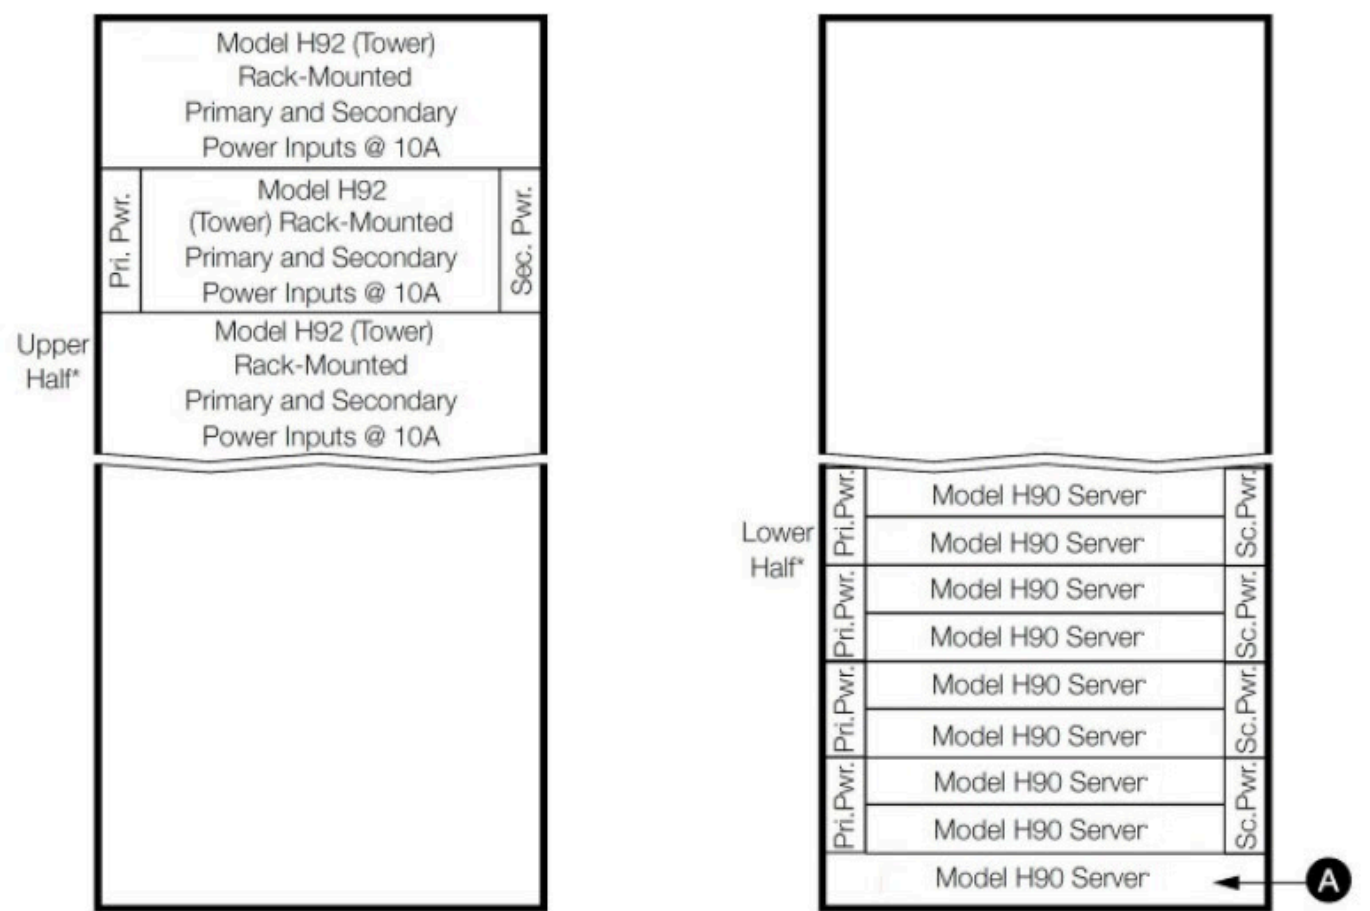 Model H92 (Tower)
Rack-Mounted
Primary and Secondary
Power Inputs @ 10A
Pri. Pwr.
Model H92
(Tower) Rack-Mounted
Primary and Secondary
Power Inputs @ 10A
Sec. Pwr.
Upper
Half*
Model H92 (Tower)
Rack-Mounted
Primary and Secondary
Power Inputs @ 10A
Lower
Half*
Pri.Pwr.
Model H90 Server
Model H90 Server
Sc.Pwr.
Pri.Pwr.
Model H90 Server
Model H90 Server
Sc.Pwr.
Pri.Pwr.
Model H90 Server
Model H90 Server
Sc.Pwr.
Pri.Pwr.
Model H90 Server
Model H90 Server
Sc.Pwr.
Model H90 Server
A